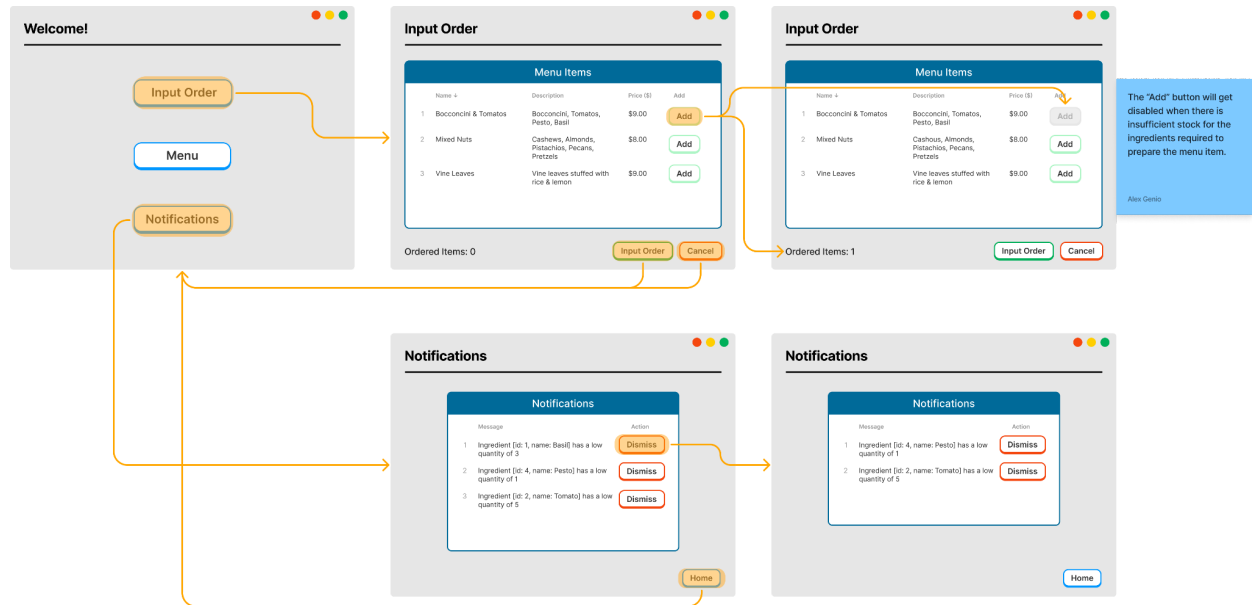 Welcome!
Input Order
Menu
Notifications
Input Order
Menu Items
Name ↓ Description Price ($) Add
1 Bocconcini & Tomatos Bocconcini, Tomatos, $9.00 Add
Pesto, Basil
2 Mixed Nuts Cashews, Almonds, $8.00 Add
Pistachios, Pecans,
Pretzels
3 Vine Leaves Vine leaves stuffed with $9.00 Add
rice & lemon
Ordered Items: 0 Input Order Cancel
Input Order
Menu Items
Name ↓ Description Price ($) Add
1 Bocconcini & Tomatos Bocconcini, Tomatos, $9.00 Add
Pesto, Basil
2 Mixed Nuts Cashous, Almonds, $8.00 Add
Pistachios, Pecans,
Pretzels
3 Vine Leaves Vine leaves stuffed with $9.00 Add
rice & lemon
Ordered Items: 1 Input Order Cancel
The "Add" button will get
disabled when there is
insufficient stock for the
ingredients required to
prepare the menu item.
Alex Genio
Notifications
Notifications
Message Action
1 Ingredient [id: 1, name: Basil] has a low Dismiss
quantity of 3
2 Ingredient [id: 4, name: Pesto] has a low Dismiss
quantity of 1
3 Ingredient [id: 2, name: Tomato] has a low Dismiss
quantity of 5
Home
Notifications
Notifications
Message Action
1 Ingredient [id: 4, name: Pesto] has a low Dismiss
quantity of 1
2 Ingredient [id: 2, name: Tomato] has a low Dismiss
quantity of 5
Home